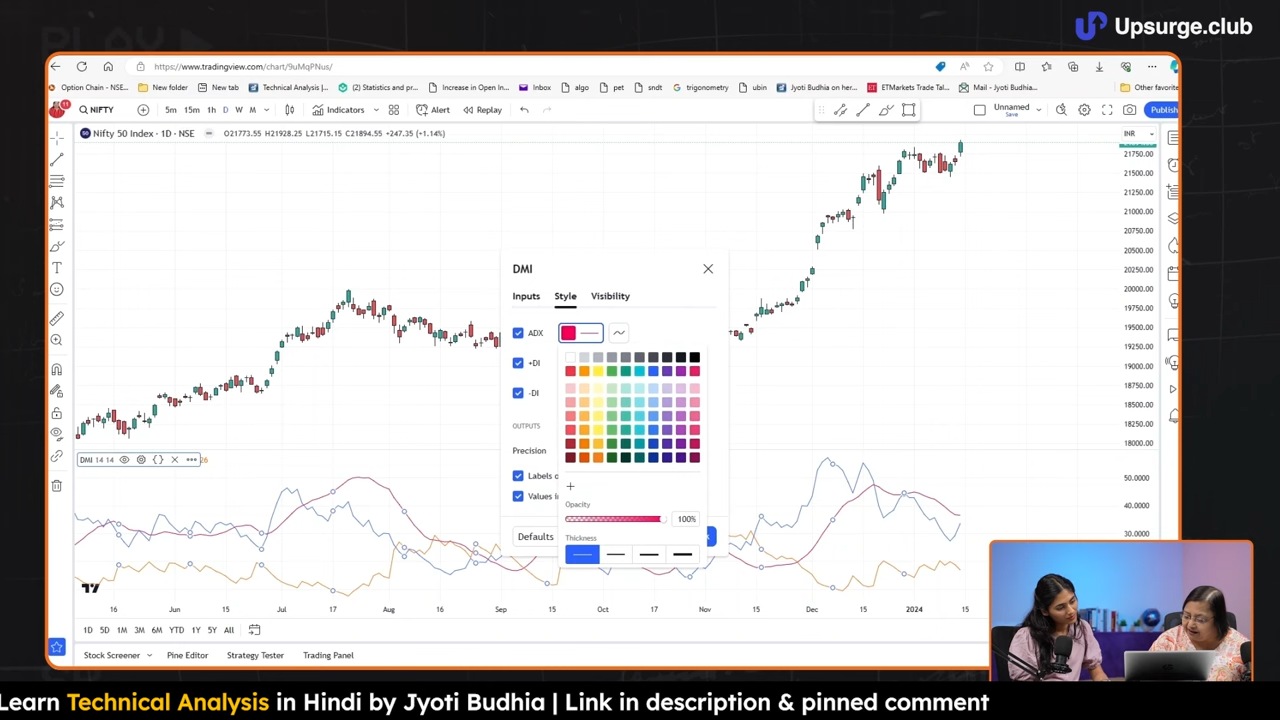 PLAY
Upsurge.club
https://www.tradingview.com/chart/9uMqPNus/
Option Chain - NSE... New folder New tab Technical Analysis |... (2) Statistics and pr... Increase in Open In... Inbox algo pet sndt trigonometry ubin Jyoti Budhia on her... ETMarkets Trade Tal... Mail - Jyoti Budhia... Other favorite
11 NIFTY 5m 15m 1h D W M Indicators Alert Replay Unnamed Publish
Save
Nifty 50 Index · 1D · NSE O21773.55 H21928.25 L21715.15 C21894.55 +247.35 (+1.14%) INR
21750.00
21500.00
21250.00
21000.00
20750.00
20500.00
20250.00
20000.00
19750.00
19500.00
19250.00
19000.00
18750.00
18500.00
18250.00
18000.00
DMI
Inputs Style Visibility
ADX
+DI
-DI
OUTPUTS
Precision
Labels o
Values i
Defaults
Opacity
100%
Thickness
DMI 14 14 26
50.0000
40.0000
30.0000
16 Jun 15 Jul 17 Aug 16 Sep 15 Oct 17 Nov 15 Dec 15 2024 15
1D 5D 1M 3M 6M YTD 1Y 5Y All
Stock Screener Pine Editor Strategy Tester Trading Panel
Learn Technical Analysis in Hindi by Jyoti Budhia | Link in description & pinned comment